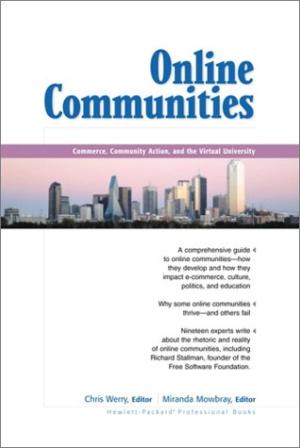 Online
Communities
Commerce, Community Action, and the Virtual University
A comprehensive guide
to online communities—how
they develop and how they
impact e-commerce, culture,
politics, and education
Why some online communities
thrive—and others fail
Nineteen experts write
about the rhetoric and reality
of online communities, including
Richard Stallman, founder of the
Free Software Foundation.
Chris Werry, Editor Miranda Mowbray, Editor
Hewlett-Packard® Professional Books